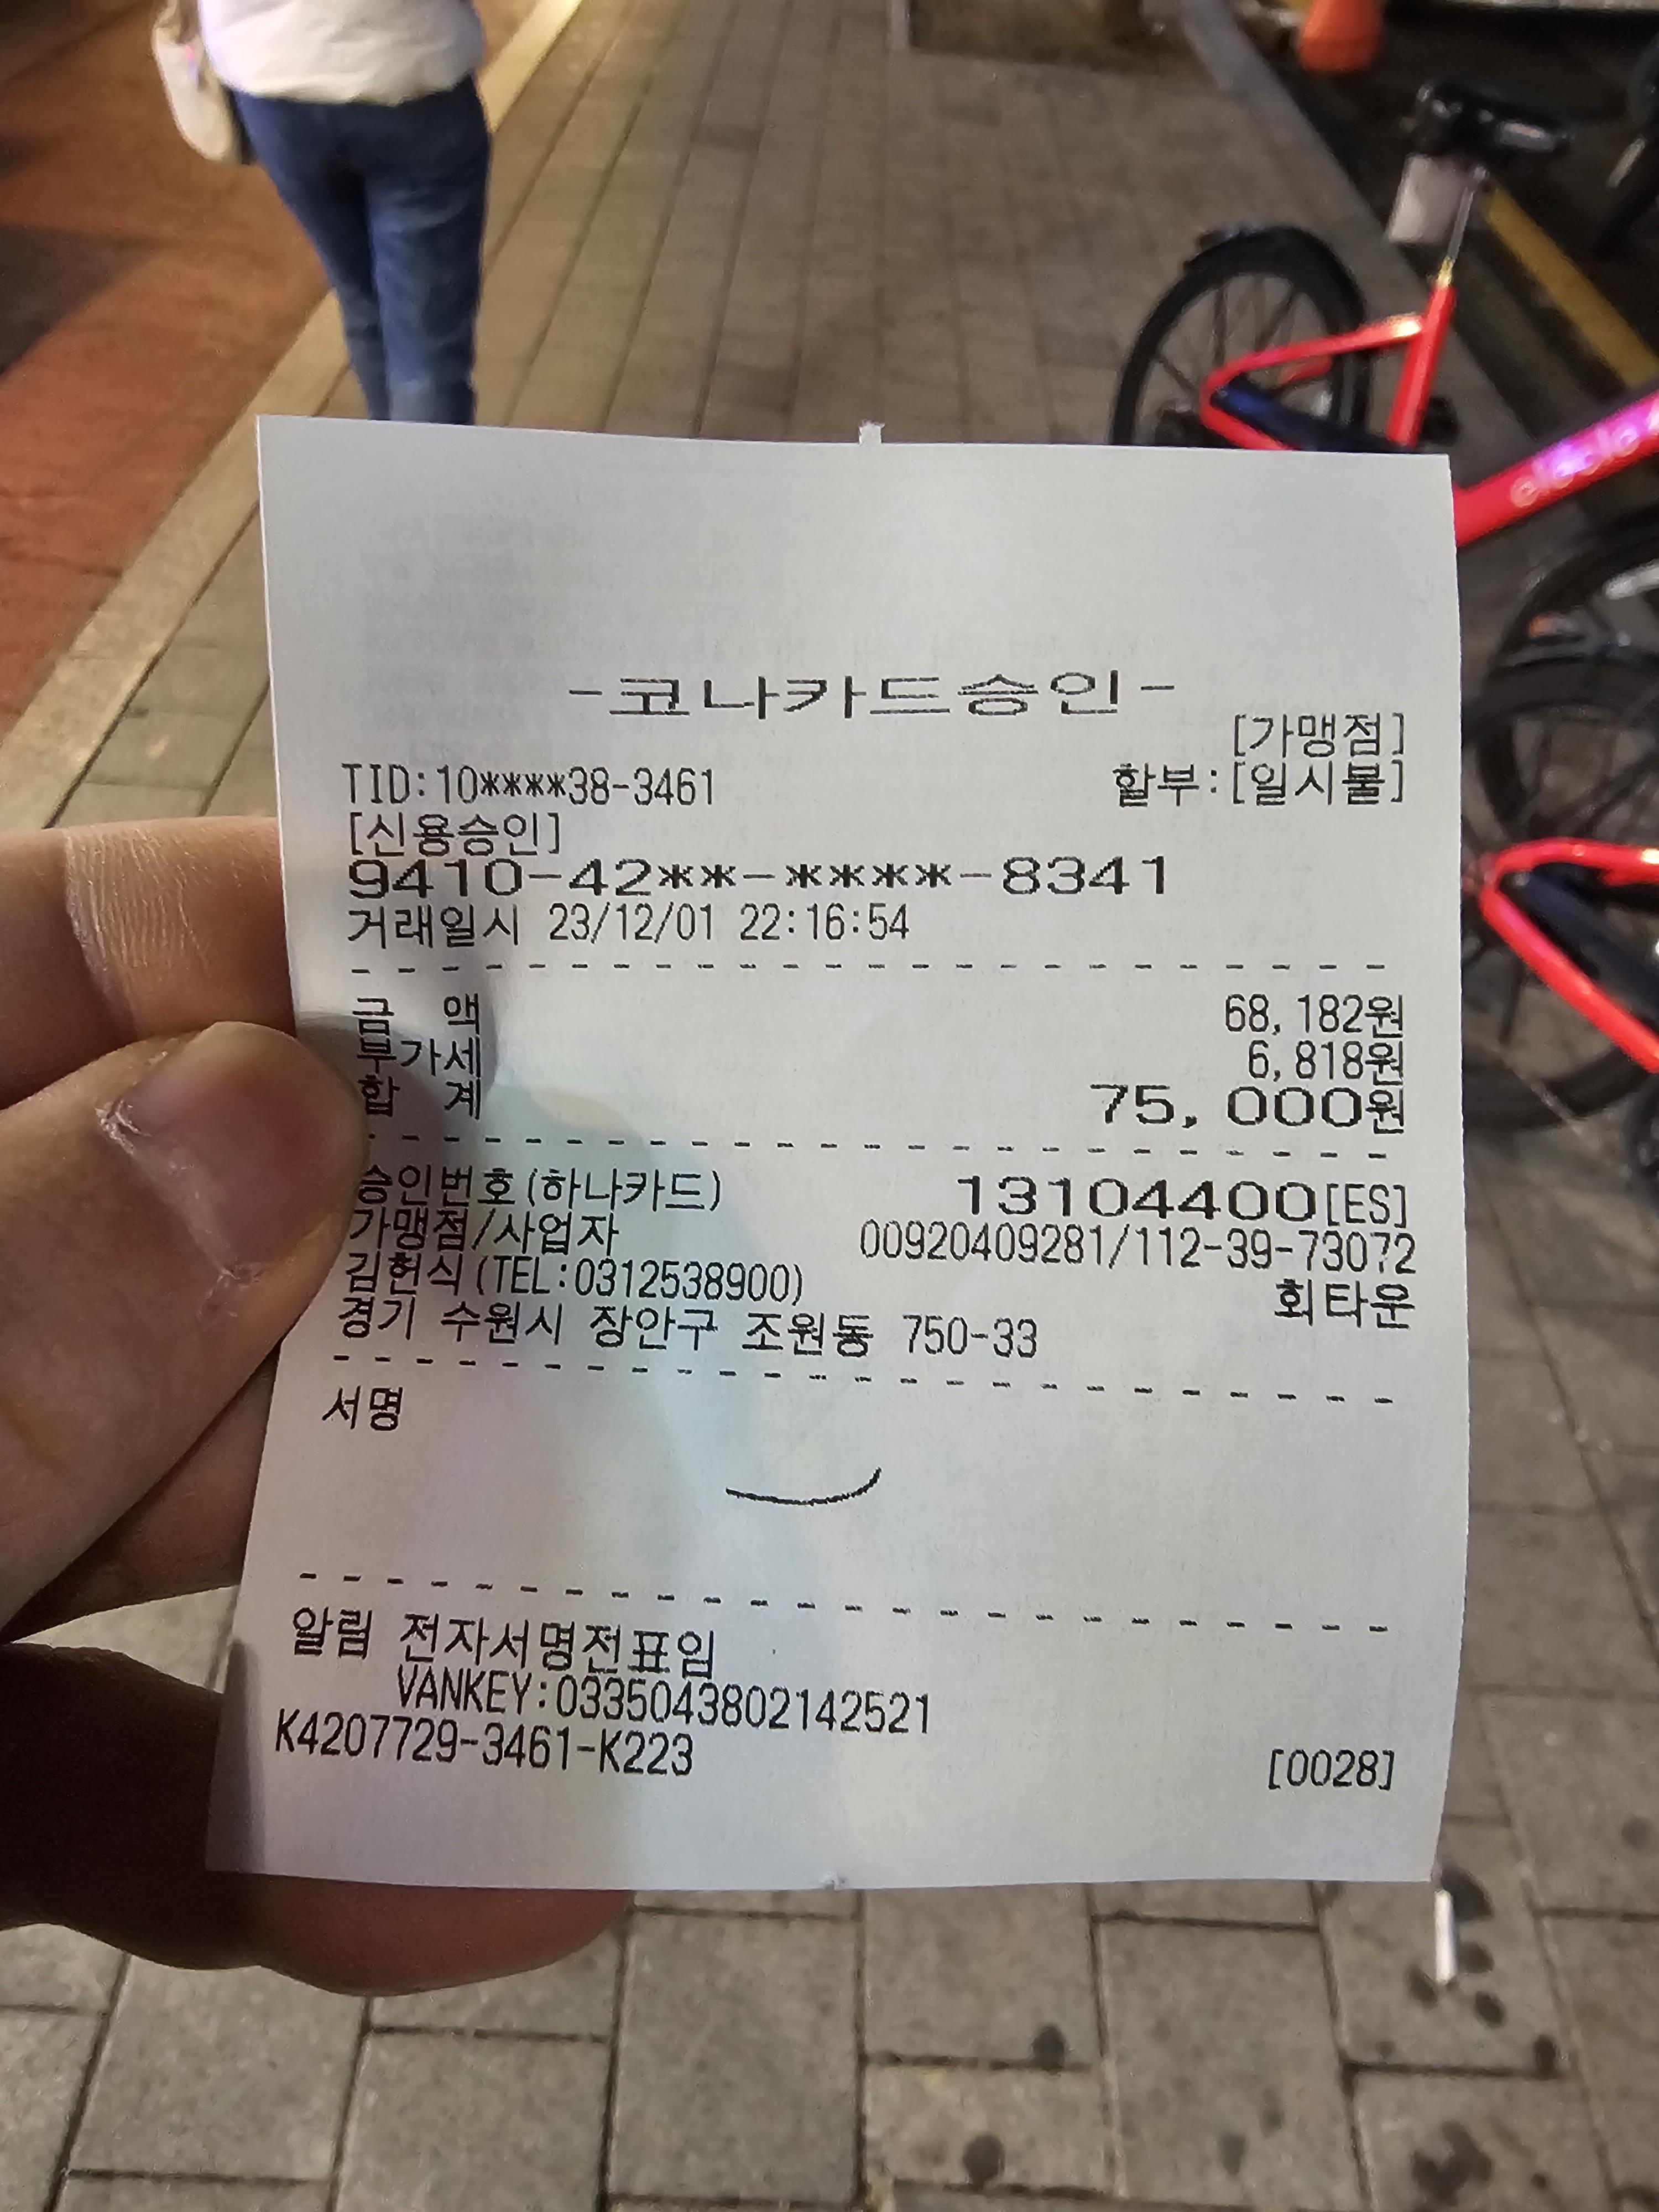 -코나카드승인-
[가맹점]
TID:10****38-3461 할부:[일시불]
[신용승인]
9410-42**-****-8341
거래일시 23/12/01 22:16:54
금 액 68,182원
부가세 6,818원
합 계 75,000원
승인번호(하나카드) 13104400[ES]
가맹점/사업자 00920409281/112-39-73072
김헌식(TEL:0312538900) 회타운
경기 수원시 장안구 조원동 750-33
서명
알림 전자서명전표임
VANKEY:0335043802142521
K4207729-3461-K223
[0028]